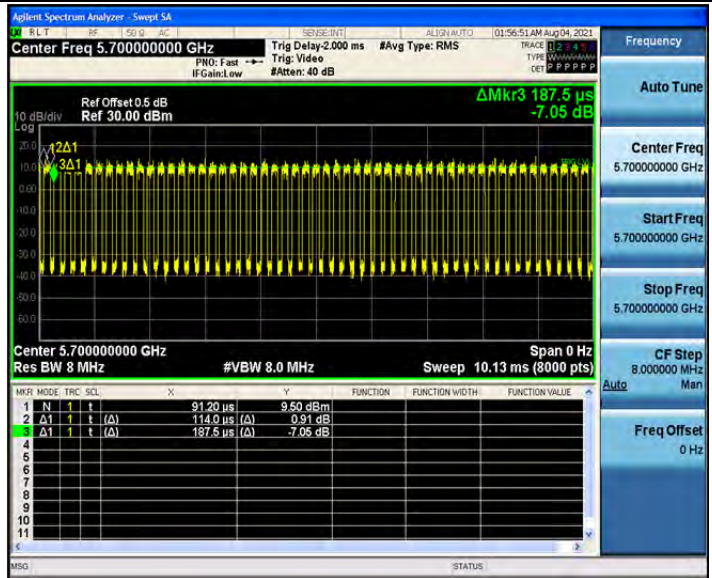 Agilent Spectrum Analyzer - Swept SA
RLT RF 50 Ω AC SENSE:INT ALIGN AUTO 01:56:51 AM Aug 04, 2021
Center Freq 5.700000000 GHz
PNO: Fast
IFGain:Low
Trig Delay-2.000 ms
Trig: Video
#Atten: 40 dB
#Avg Type: RMS
TRACE 1 2 3 4 5 6
TYPE
DET P P P P P P
Frequency
Auto Tune
ΔMkr3 187.5 µs
-7.05 dB
Ref Offset 0.5 dB
10 dB/div Ref 30.00 dBm
Log
20.0
10.0
0.00
-10.0
-20.0
-30.0
-40.0
-50.0
-60.0
2Δ1
3Δ1
Center Freq
5.700000000 GHz
Start Freq
5.700000000 GHz
Stop Freq
5.700000000 GHz
CF Step
8.000000 MHz
Auto Man
Freq Offset
0 Hz
Center 5.700000000 GHz Span 0 Hz
Res BW 8 MHz #VBW 8.0 MHz Sweep 10.13 ms (8000 pts)
MKR MODE TRC SCL X Y FUNCTION FUNCTION WIDTH FUNCTION VALUE
1 N 1 t 91.20 µs 9.50 dBm
2 Δ1 1 t (Δ) 114.0 µs (Δ) 0.91 dB
3 Δ1 1 t (Δ) 187.5 µs (Δ) -7.05 dB
4
5
6
7
8
9
10
11
MSG STATUS